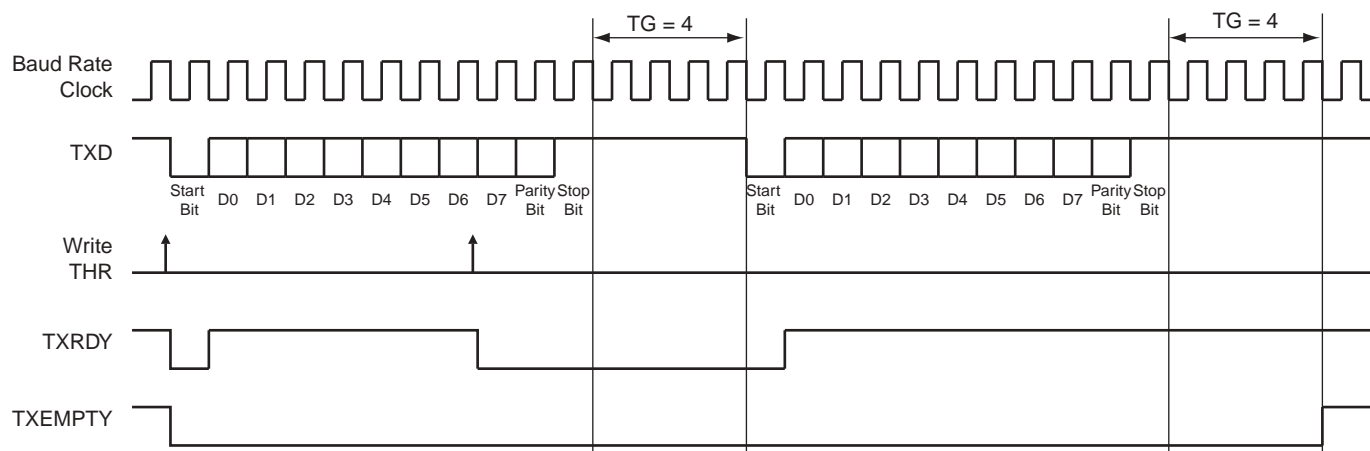 TG = 4
TG = 4
Baud Rate
Clock
TXD
Start
Bit
D0
D1
D2
D3
D4
D5
D6
D7
Parity
Bit
Stop
Bit
Start
Bit
D0
D1
D2
D3
D4
D5
D6
D7
Parity
Bit
Stop
Bit
Write
THR
TXRDY
TXEMPTY